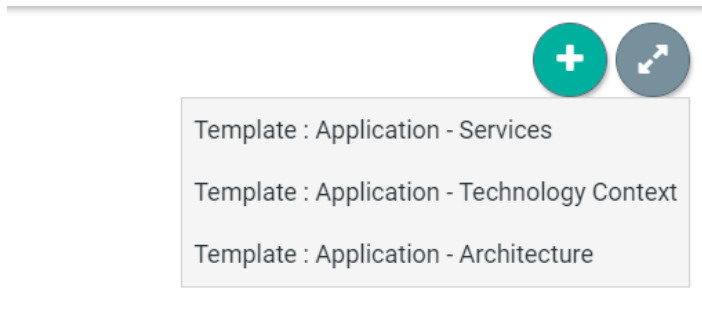 Template : Application - Services
Template : Application - Technology Context
Template : Application - Architecture